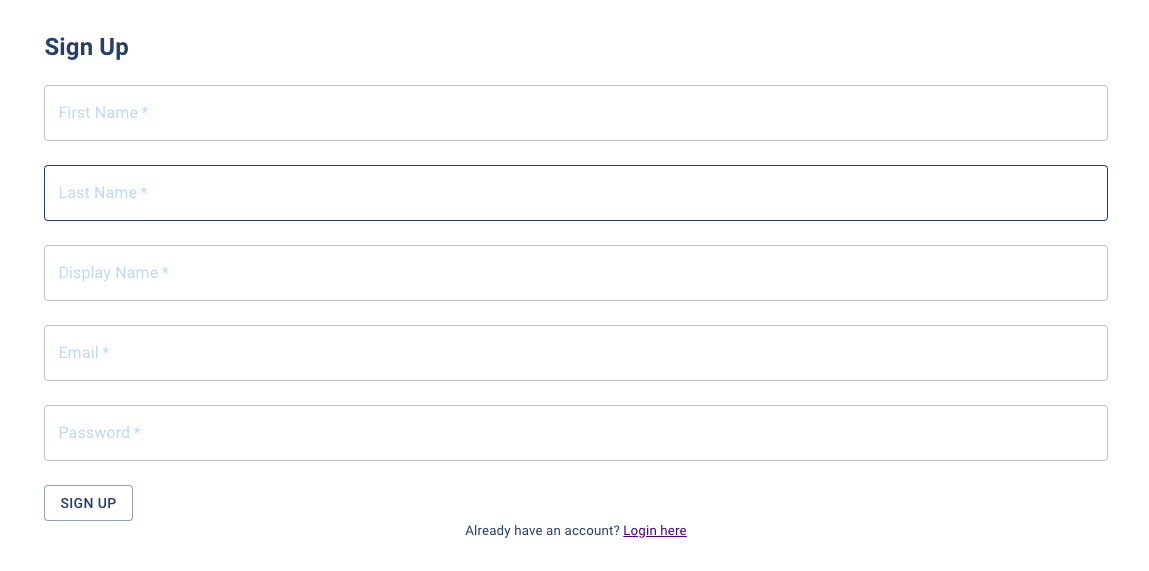 Sign Up
First Name *
Last Name *
Display Name *
Email *
Password *
SIGN UP
Already have an account? Login here